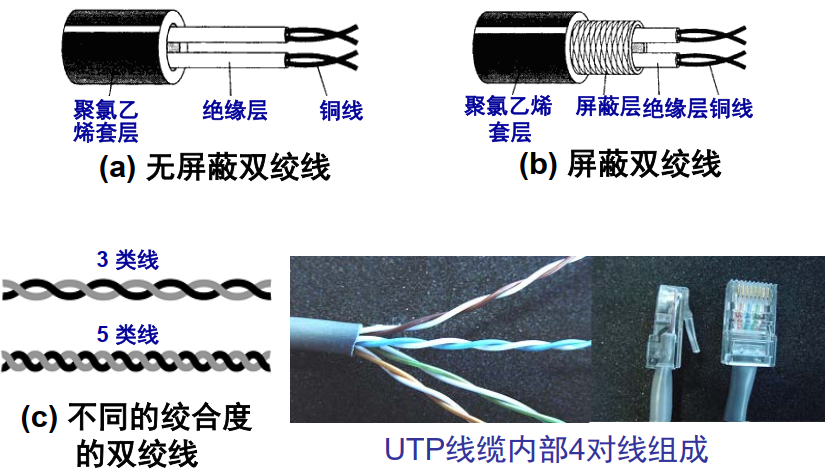 聚氯乙
烯套层
绝缘层
铜线
(a) 无屏蔽双绞线
聚氯乙烯
套层
屏蔽层
绝缘层
铜线
(b) 屏蔽双绞线
3 类线
5 类线
(c) 不同的绞合度
的双绞线
UTP线缆内部4对线组成